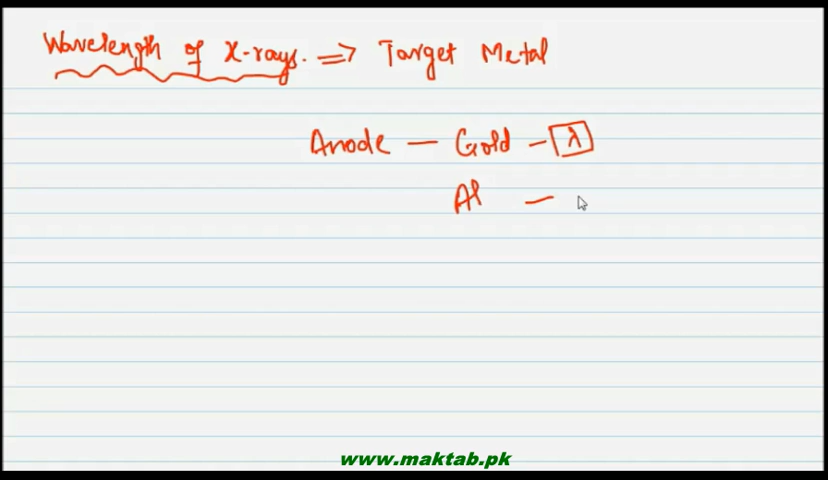 Wavelength of X-rays. ⇒ Target Metal
Anode — Gold — λ
Al —
www.maktab.pk